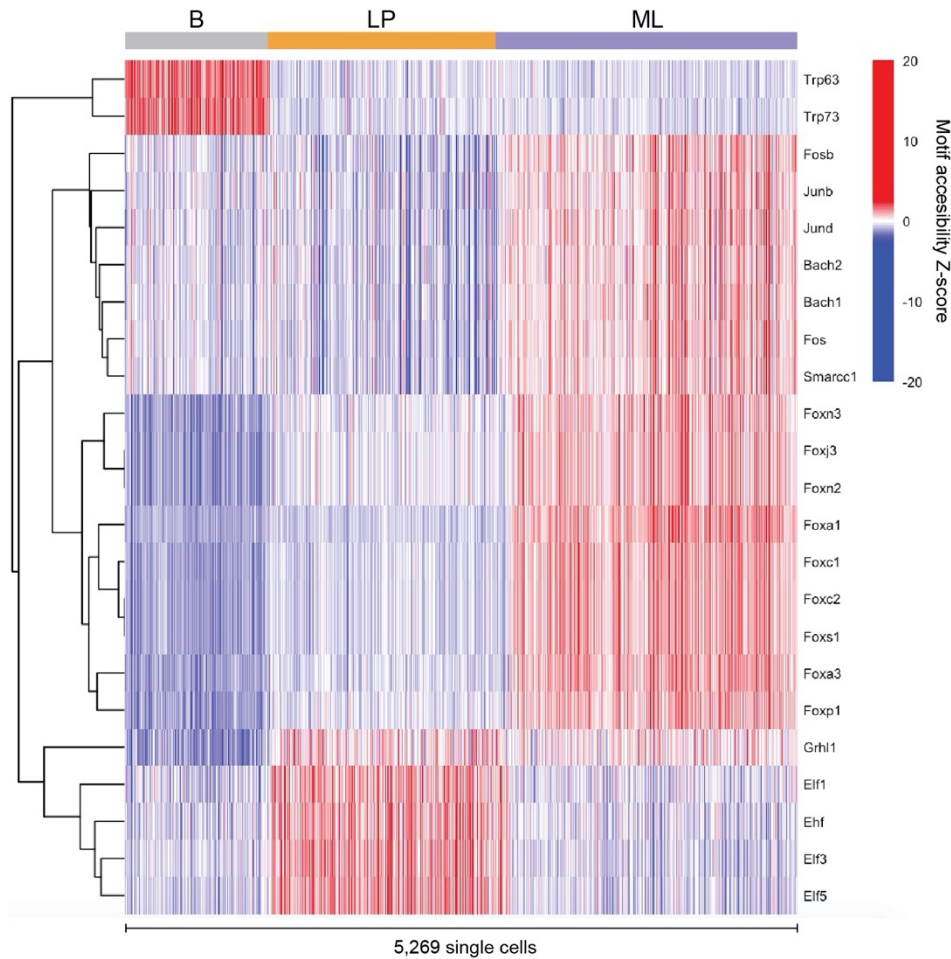 B LP ML
Trp63
Trp73
Fosb
Junb
Jund
Bach2
Bach1
Fos
Smarcc1
Foxn3
Foxj3
Foxn2
Foxa1
Foxc1
Foxc2
Foxs1
Foxa3
Foxp1
Grhl1
Elf1
Ehf
Elf3
Elf5
20
10
0
-10
-20
Motif accesibility Z-score
5,269 single cells